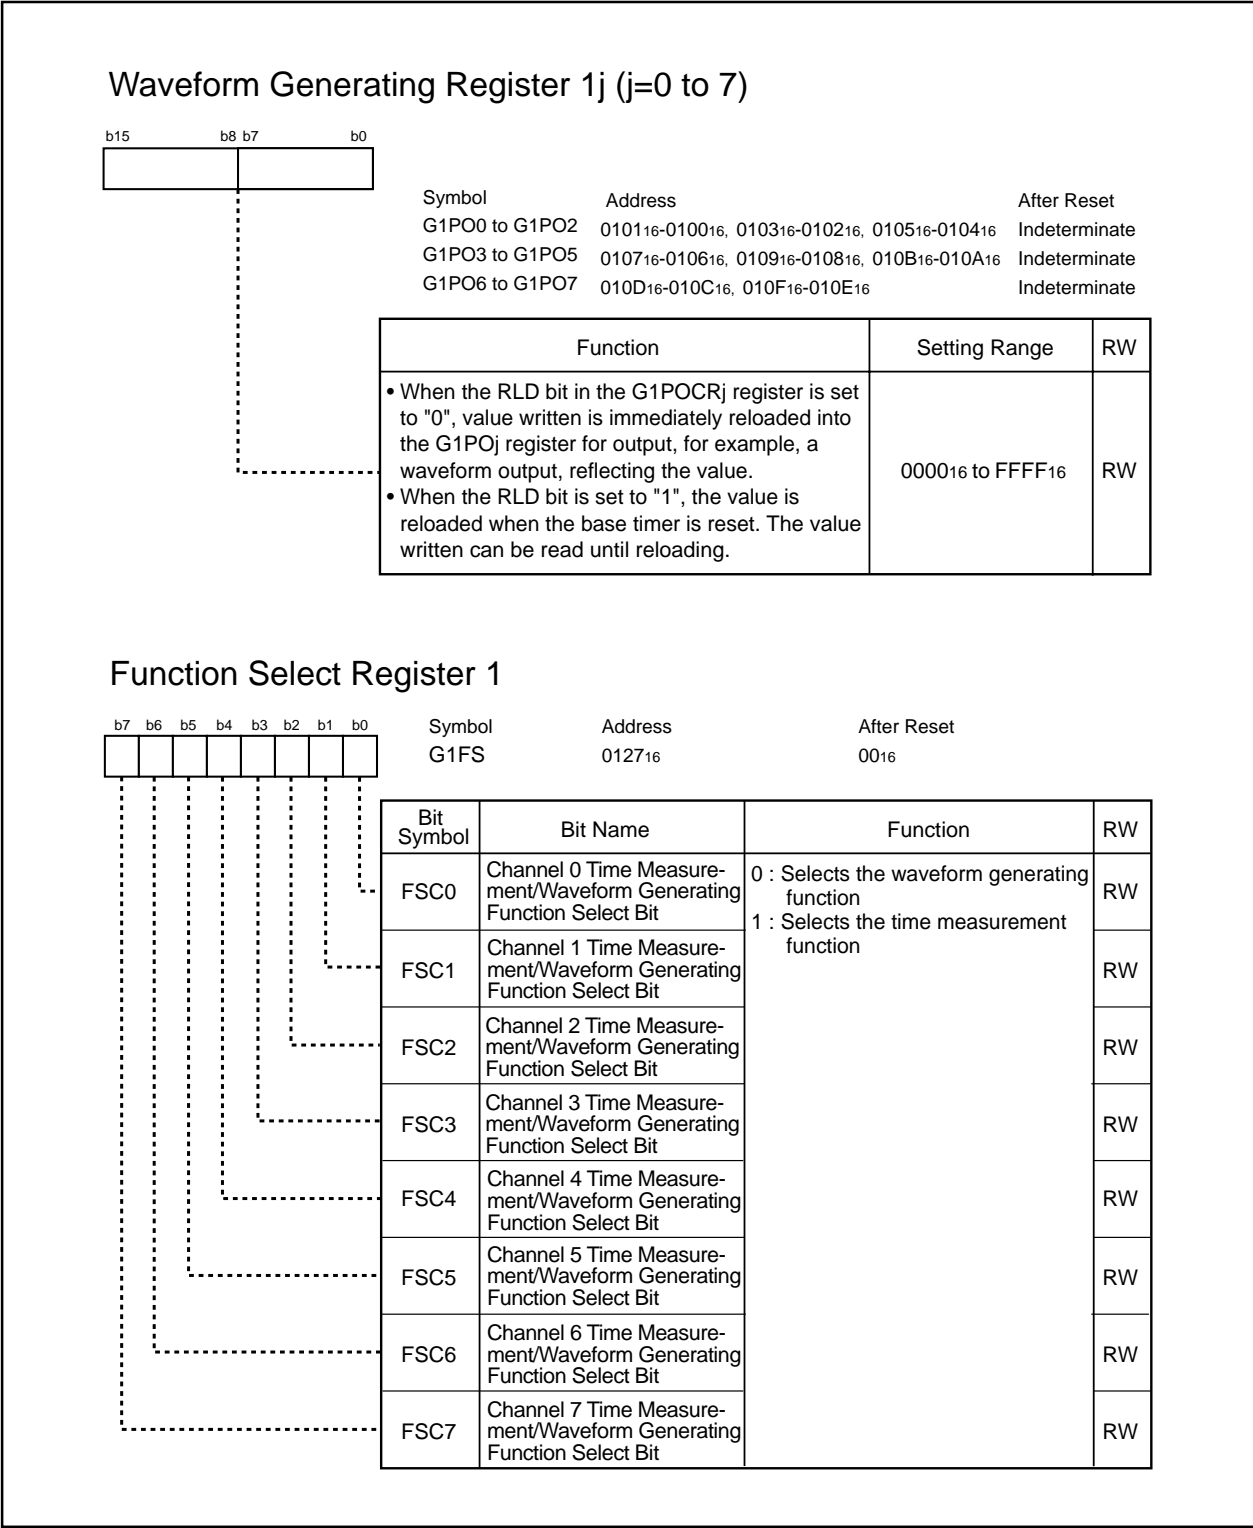 Waveform Generating Register 1j (j=0 to 7)
b15 b8 b7 b0
Symbol Address After Reset
G1PO0 to G1PO2 010116-010016, 010316-010216, 010516-010416 Indeterminate
G1PO3 to G1PO5 010716-010616, 010916-010816, 010B16-010A16 Indeterminate
G1PO6 to G1PO7 010D16-010C16, 010F16-010E16 Indeterminate
Function Setting Range RW
• When the RLD bit in the G1POCRj register is set
to "0", value written is immediately reloaded into
the G1POj register for output, for example, a
waveform output, reflecting the value.
• When the RLD bit is set to "1", the value is
reloaded when the base timer is reset. The value
written can be read until reloading.
000016 to FFFF16 RW
Function Select Register 1
b7 b6 b5 b4 b3 b2 b1 b0
Symbol Address After Reset
G1FS 012716 0016
Bit
Symbol
Bit Name Function RW
FSC0
Channel 0 Time Measure-
ment/Waveform Generating
Function Select Bit
0 : Selects the waveform generating
function
1 : Selects the time measurement
function
RW
FSC1
Channel 1 Time Measure-
ment/Waveform Generating
Function Select Bit
RW
FSC2
Channel 2 Time Measure-
ment/Waveform Generating
Function Select Bit
RW
FSC3
Channel 3 Time Measure-
ment/Waveform Generating
Function Select Bit
RW
FSC4
Channel 4 Time Measure-
ment/Waveform Generating
Function Select Bit
RW
FSC5
Channel 5 Time Measure-
ment/Waveform Generating
Function Select Bit
RW
FSC6
Channel 6 Time Measure-
ment/Waveform Generating
Function Select Bit
RW
FSC7
Channel 7 Time Measure-
ment/Waveform Generating
Function Select Bit
RW